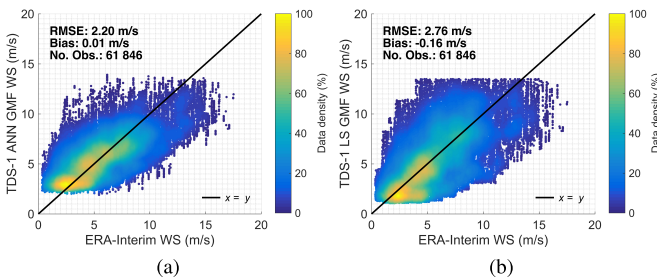 RMSE: 2.20 m/s
Bias: 0.01 m/s
No. Obs.: 61 846
TDS-1 ANN GMF WS (m/s)
20
15
10
5
0
0 5 10 15 20
ERA-Interim WS (m/s)
x = y
100
80
60
40
20
0
Data density (%)
(a)
RMSE: 2.76 m/s
Bias: -0.16 m/s
No. Obs.: 61 846
TDS-1 LS GMF WS (m/s)
20
15
10
5
0
0 5 10 15 20
ERA-Interim WS (m/s)
x = y
100
80
60
40
20
0
Data density (%)
(b)